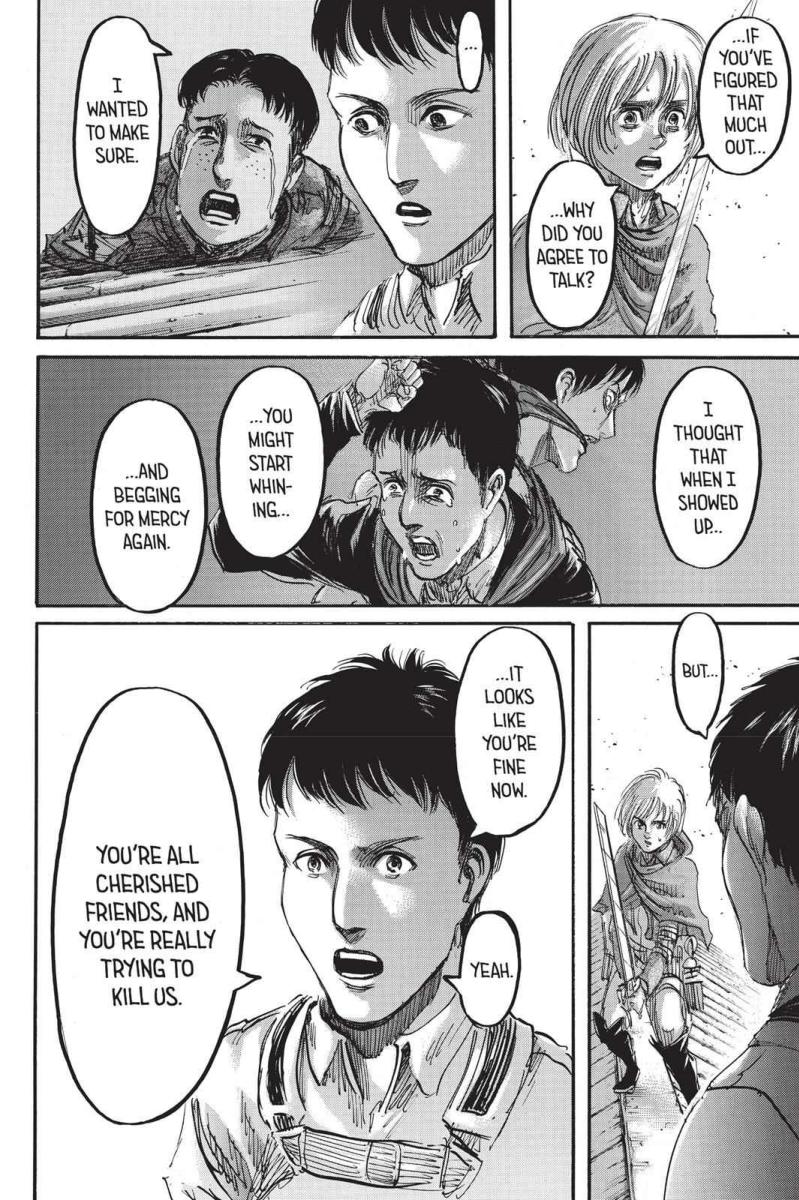 ...IF
YOU'VE
FIGURED
THAT
MUCH
OUT...
...WHY
DID YOU
AGREE TO
TALK?
...
I
WANTED
TO MAKE
SURE.
I
THOUGHT
THAT
WHEN I
SHOWED
UP...
...YOU
MIGHT
START
WHIN-
ING...
...AND
BEGGING
FOR MERCY
AGAIN.
BUT...
...IT
LOOKS
LIKE
YOU'RE
FINE
NOW.
YEAH.
YOU'RE ALL
CHERISHED
FRIENDS, AND
YOU'RE REALLY
TRYING TO
KILL US.